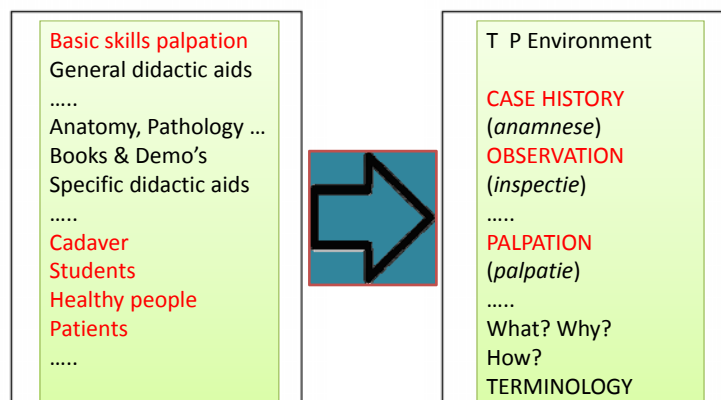 Basic skills palpation
General didactic aids
…..
Anatomy, Pathology …
Books & Demo’s
Specific didactic aids
…..
Cadaver
Students
Healthy people
Patients
…..
T P Environment
CASE HISTORY
(anamnese)
OBSERVATION
(inspectie)
…..
PALPATION
(palpatie)
…..
What? Why?
How?
TERMINOLOGY